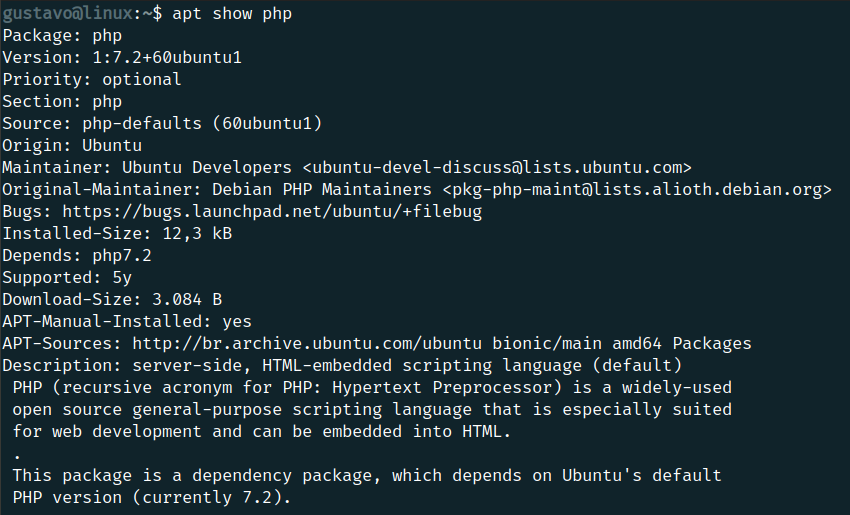 gustavo@linux:~$ apt show php
Package: php
Version: 1:7.2+60ubuntu1
Priority: optional
Section: php
Source: php-defaults (60ubuntu1)
Origin: Ubuntu
Maintainer: Ubuntu Developers <ubuntu-devel-discuss@lists.ubuntu.com>
Original-Maintainer: Debian PHP Maintainers <pkg-php-maint@lists.alioth.debian.org>
Bugs: https://bugs.launchpad.net/ubuntu/+filebug
Installed-Size: 12,3 kB
Depends: php7.2
Supported: 5y
Download-Size: 3.084 B
APT-Manual-Installed: yes
APT-Sources: http://br.archive.ubuntu.com/ubuntu bionic/main amd64 Packages
Description: server-side, HTML-embedded scripting language (default)
 PHP (recursive acronym for PHP: Hypertext Preprocessor) is a widely-used
 open source general-purpose scripting language that is especially suited
 for web development and can be embedded into HTML.
 .
 This package is a dependency package, which depends on Ubuntu's default
 PHP version (currently 7.2).